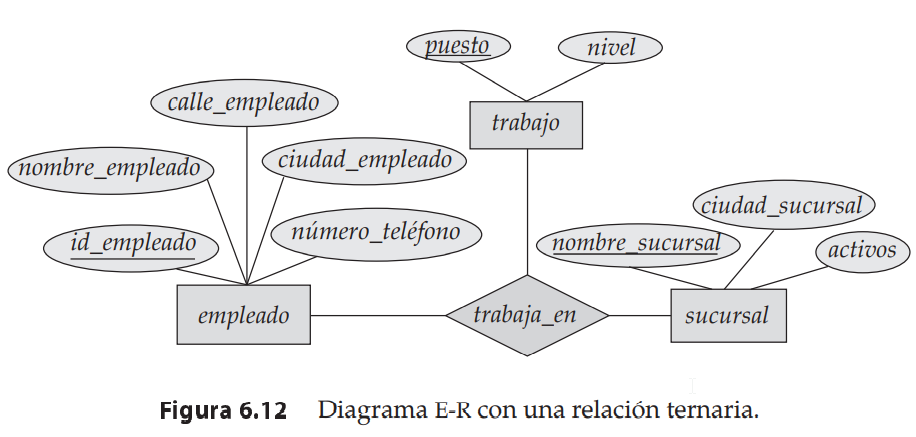 puesto
nivel
trabajo
calle_empleado
nombre_empleado
ciudad_empleado
id_empleado
número_teléfono
empleado
trabaja_en
ciudad_sucursal
nombre_sucursal
activos
sucursal
Figura 6.12 Diagrama E-R con una relación ternaria.